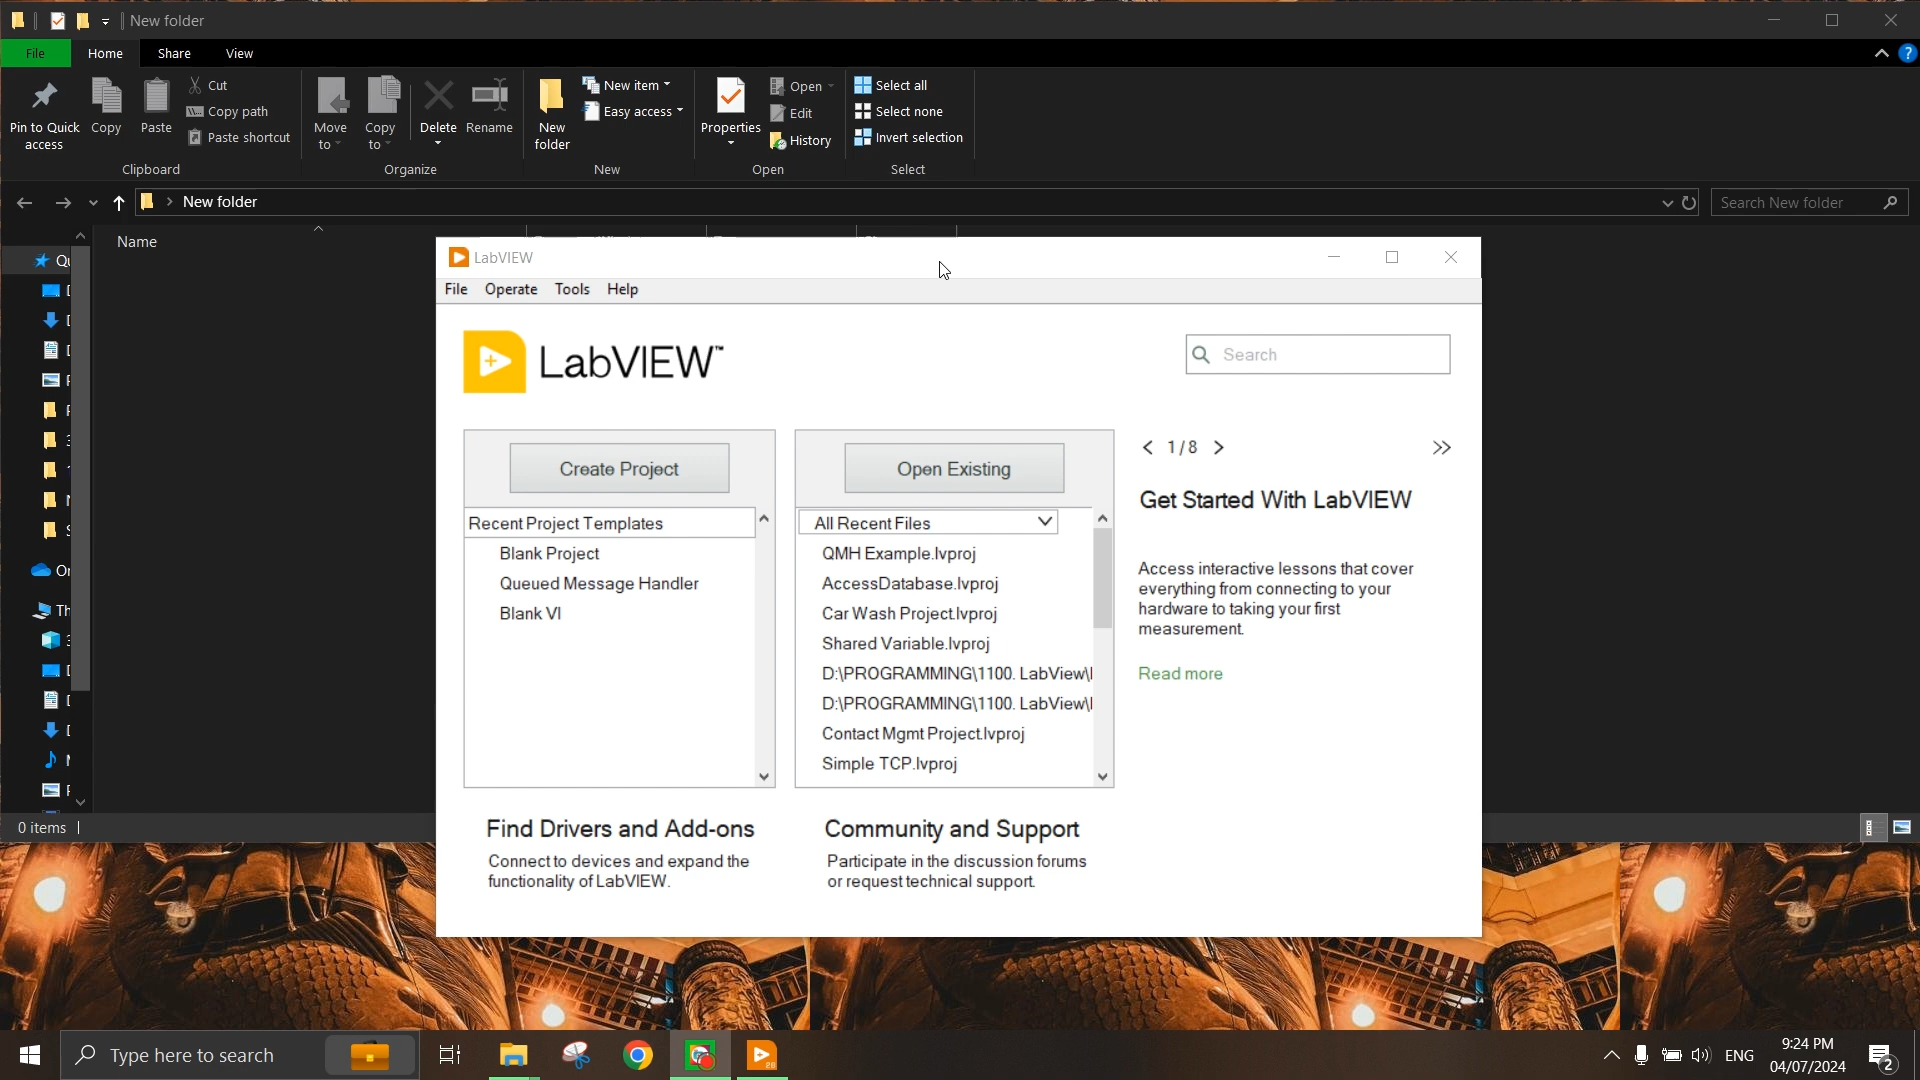 New folder
File
Home
Share
View
Pin to Quick access
Copy
Paste
Cut
Copy path
Paste shortcut
Move to
Copy to
Delete
Rename
New folder
New item
Easy access
Properties
Open
Edit
History
Select all
Select none
Invert selection
Clipboard
Organize
New
Open
Select
New folder
Search New folder
Name
LabVIEW
File Operate Tools Help
LabVIEW™
Search
Create Project
Open Existing
1/8
Recent Project Templates
Blank Project
Queued Message Handler
Blank VI
All Recent Files
QMH Example.lvproj
AccessDatabase.lvproj
Car Wash Project.lvproj
Shared Variable.lvproj
D:\PROGRAMMING\1100. LabView\
D:\PROGRAMMING\1100. LabView\
Contact Mgmt Project.lvproj
Simple TCP.lvproj
Get Started With LabVIEW
Access interactive lessons that cover
everything from connecting to your
hardware to taking your first
measurement.
Read more
Find Drivers and Add-ons
Connect to devices and expand the
functionality of LabVIEW.
Community and Support
Participate in the discussion forums
or request technical support.
0 items
Type here to search
ENG
9:24 PM
04/07/2024
2